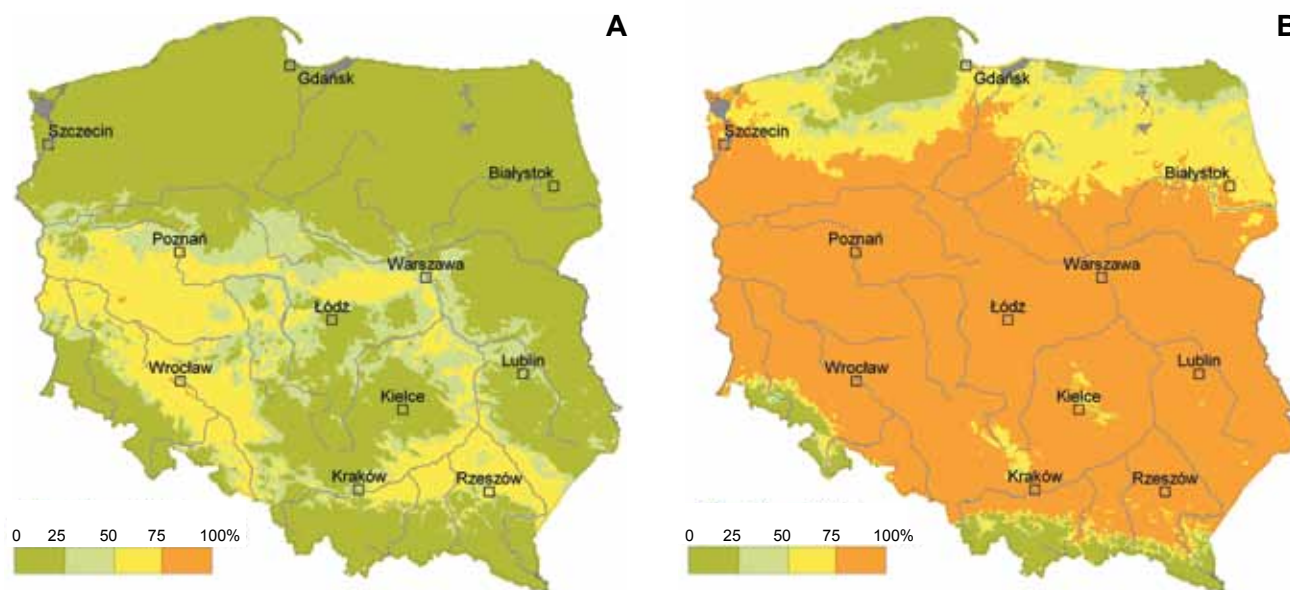 A
Gdańsk
Szczecin
Białystok
Poznań
Warszawa
Łódź
Wrocław
Lublin
Kielce
Kraków
Rzeszów
0 25 50 75 100%
Gdańsk
Szczecin
Białystok
Poznań
Warszawa
Łódź
Wrocław
Lublin
Kielce
Kraków
Rzeszów
0 25 50 75 100%